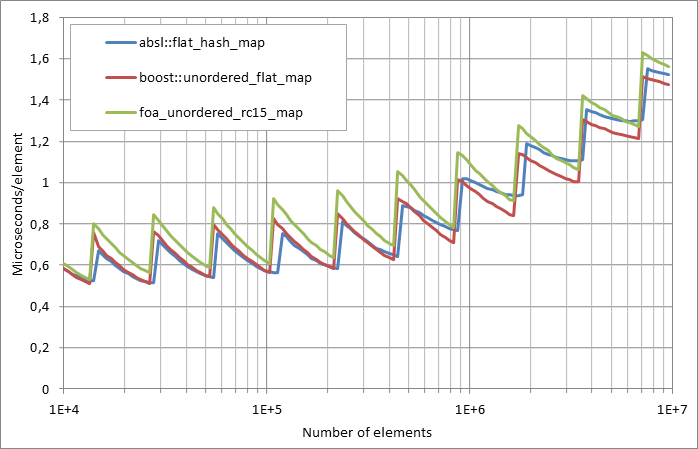 1,8
1,6
1,4
1,2
1
0,8
0,6
0,4
0,2
0
Microseconds/element
absl::flat_hash_map
boost::unordered_flat_map
foa_unordered_rc15_map
1E+4 1E+5 1E+6 1E+7
Number of elements